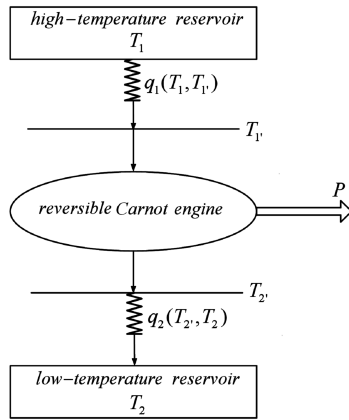 high-temperature reservoir
T₁
q₁(T₁,T₁')
T₁'
reversible Carnot engine
P
T₂'
q₂(T₂',T₂)
low-temperature reservoir
T₂